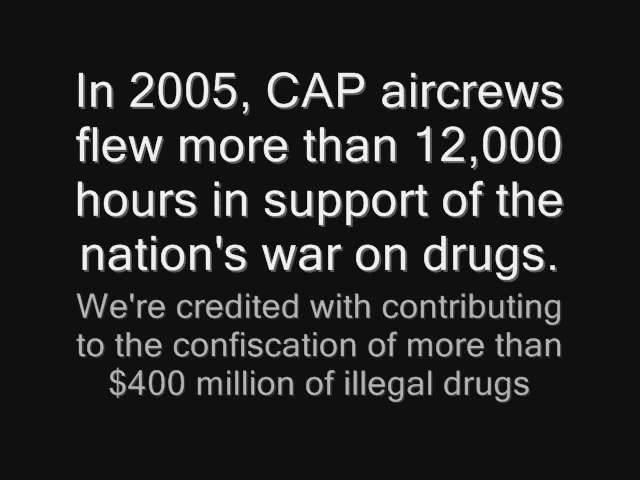 In 2005, CAP aircrews
flew more than 12,000
hours in support of the
nation's war on drugs.
We're credited with contributing
to the confiscation of more than
$400 million of illegal drugs